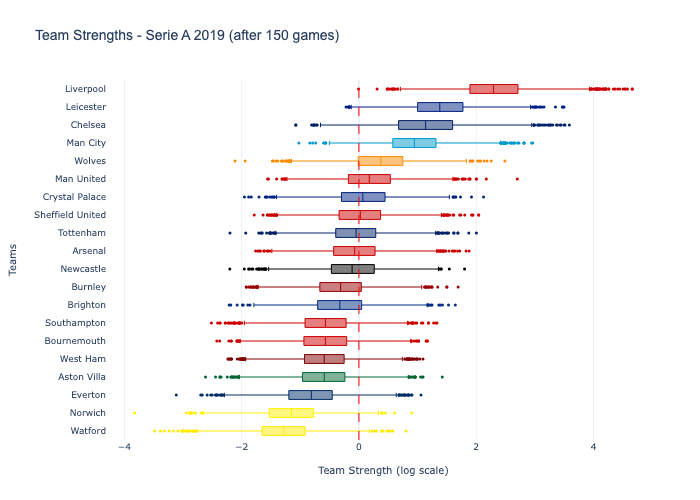 Team Strengths - Serie A 2019 (after 150 games)
Liverpool
Leicester
Chelsea
Man City
Wolves
Man United
Crystal Palace
Sheffield United
Tottenham
Arsenal
Newcastle
Burnley
Brighton
Southampton
Bournemouth
West Ham
Aston Villa
Everton
Norwich
Watford
Teams
−4 −2 0 2 4
Team Strength (log scale)